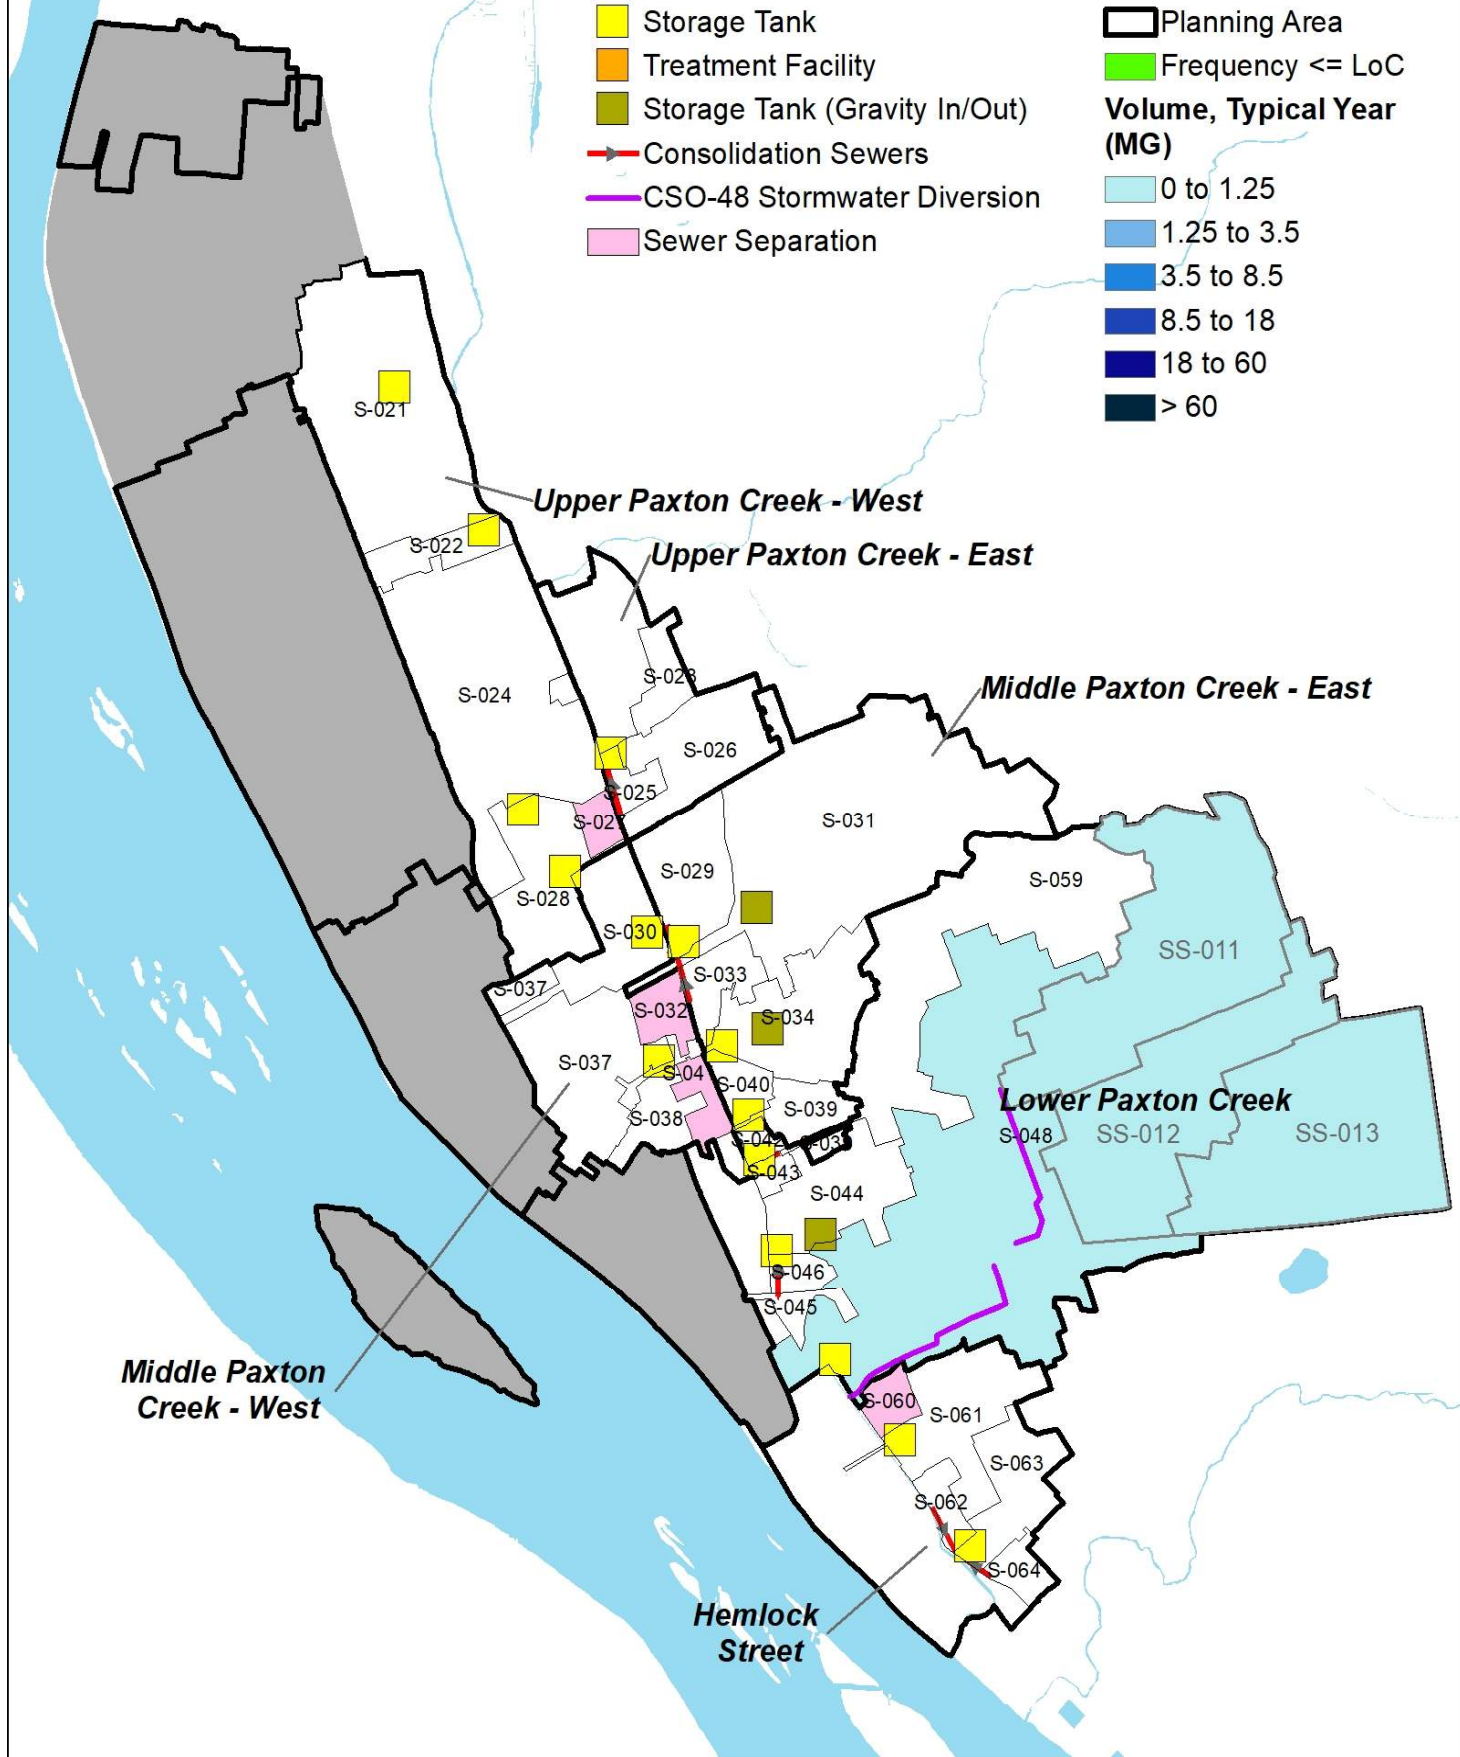 Storage Tank
Treatment Facility
Storage Tank (Gravity In/Out)
Consolidation Sewers
CSO-48 Stormwater Diversion
Sewer Separation
Planning Area
Frequency <= LoC
Volume, Typical Year
(MG)
0 to 1.25
1.25 to 3.5
3.5 to 8.5
8.5 to 18
18 to 60
> 60
S-021
Upper Paxton Creek - West
S-022
Upper Paxton Creek - East
S-023
Middle Paxton Creek - East
S-024
S-026
S-025
S-027
S-031
S-029
S-059
S-028
S-030
SS-011
S-033
S-037
S-032
S-034
S-037
S-04
S-040
Lower Paxton Creek
S-039
S-038
S-048
SS-012
SS-013
S-042
S-043
S-044
S-046
S-045
Middle Paxton
Creek - West
S-060
S-061
S-063
S-062
S-064
Hemlock
Street